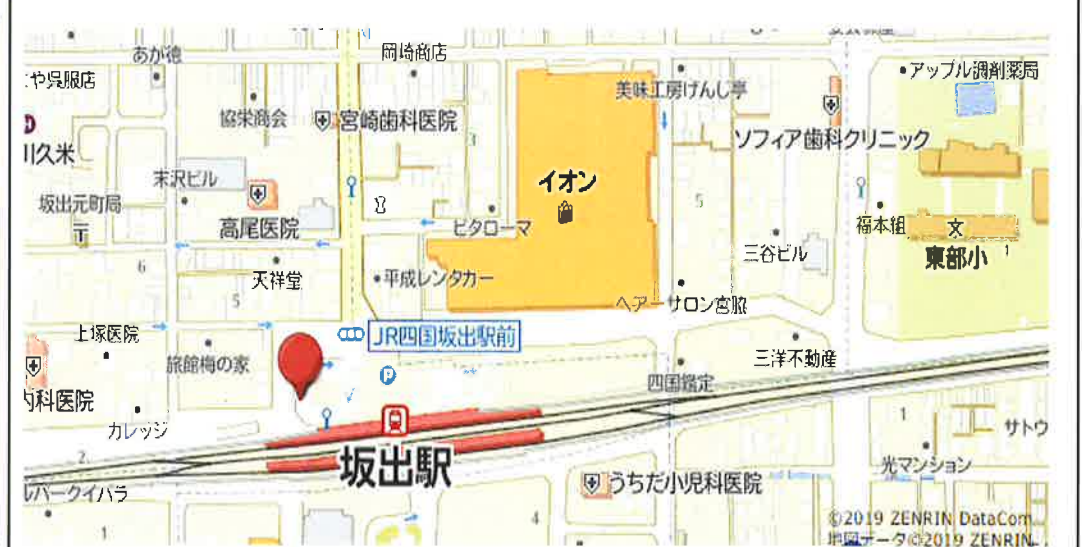 岡崎商店
あが徳
や呉服店
アップル調剤薬局
美味工房げんし亭
協栄商会
宮崎歯科医院
3
ソフィア歯科クリニック
川久米
末沢ビル
イオン
坂出元町局
5
高尾医院
ピタローマ
福本組
文
三谷ビル
東部小
1
6
天祥堂
平成レンタカー
5
ヘアーサロン宮脇
上塚医院
JR四国坂出駅前
旅館梅の家
三洋不動産
P
四国鑑定
内科医院
カレッジ
1
サトウ
2
坂出駅
光マンション
ルパークイハラ
うちだ小児科医院
4
1
©2019 ZENRIN DataCom
地図データ©2019 ZENRIN